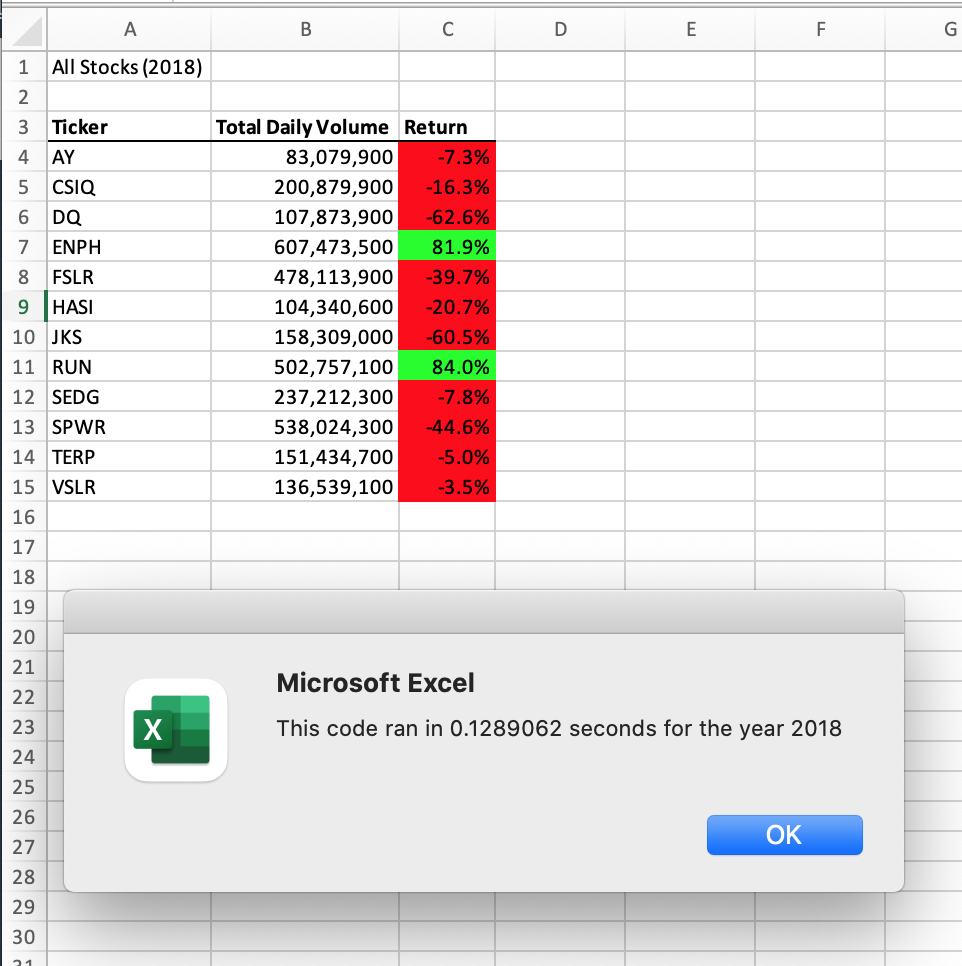 A B C D E F G
1 All Stocks (2018)
2
3 Ticker Total Daily Volume Return
4 AY 83,079,900 -7.3%
5 CSIQ 200,879,900 -16.3%
6 DQ 107,873,900 -62.6%
7 ENPH 607,473,500 81.9%
8 FSLR 478,113,900 -39.7%
9 HASI 104,340,600 -20.7%
10 JKS 158,309,000 -60.5%
11 RUN 502,757,100 84.0%
12 SEDG 237,212,300 -7.8%
13 SPWR 538,024,300 -44.6%
14 TERP 151,434,700 -5.0%
15 VSLR 136,539,100 -3.5%
16
17
18
19
20
21
22
23
24
25
26
27
28
29
30
31
Microsoft Excel
X
This code ran in 0.1289062 seconds for the year 2018
OK